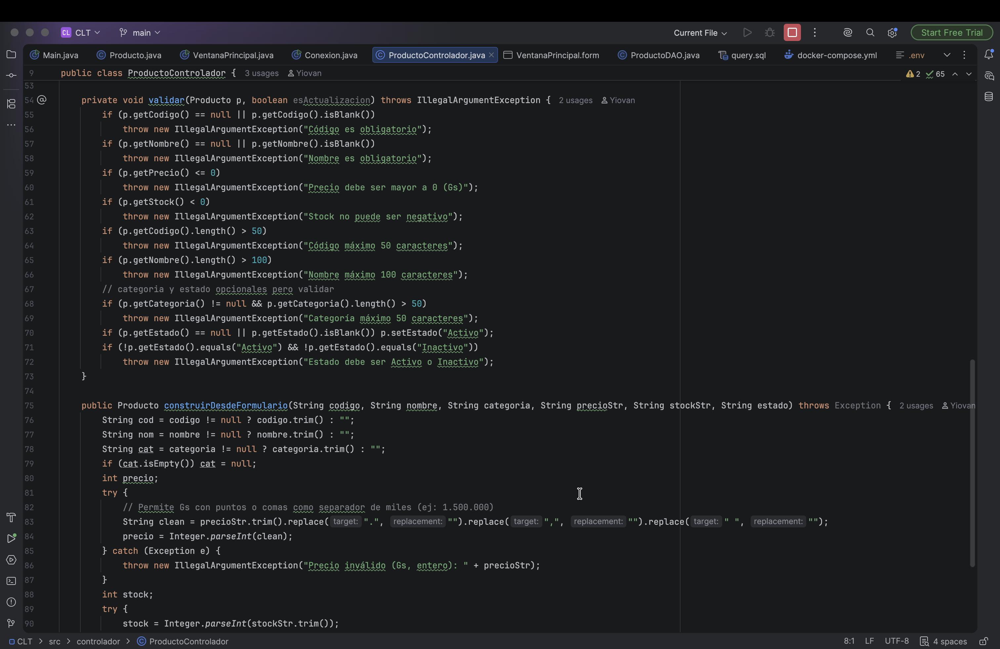 CL CLT main Current File Start Free Trial
Main.java Producto.java VentanaPrincipal.java Conexion.java ProductoControlador.java VentanaPrincipal.form ProductoDAO.java query.sql docker-compose.yml .env
9 public class ProductoControlador { 3 usages Yiovan 2 65
53
54 private void validar(Producto p, boolean esActualizacion) throws IllegalArgumentException { 2 usages Yiovan
55 if (p.getCodigo() == null || p.getCodigo().isBlank())
56 throw new IllegalArgumentException("Código es obligatorio");
57 if (p.getNombre() == null || p.getNombre().isBlank())
58 throw new IllegalArgumentException("Nombre es obligatorio");
59 if (p.getPrecio() <= 0)
60 throw new IllegalArgumentException("Precio debe ser mayor a 0 (Gs)");
61 if (p.getStock() < 0)
62 throw new IllegalArgumentException("Stock no puede ser negativo");
63 if (p.getCodigo().length() > 50)
64 throw new IllegalArgumentException("Código máximo 50 caracteres");
65 if (p.getNombre().length() > 100)
66 throw new IllegalArgumentException("Nombre máximo 100 caracteres");
67 // categoria y estado opcionales pero validar
68 if (p.getCategoria() != null && p.getCategoria().length() > 50)
69 throw new IllegalArgumentException("Categoría máximo 50 caracteres");
70 if (p.getEstado() == null || p.getEstado().isBlank()) p.setEstado("Activo");
71 if (!p.getEstado().equals("Activo") && !p.getEstado().equals("Inactivo"))
72 throw new IllegalArgumentException("Estado debe ser Activo o Inactivo");
73 }
74
75 public Producto construirDesdeFormulario(String codigo, String nombre, String categoria, String precioStr, String stockStr, String estado) throws Exception { 2 usages Yiovan
76 String cod = codigo != null ? codigo.trim() : "";
77 String nom = nombre != null ? nombre.trim() : "";
78 String cat = categoria != null ? categoria.trim() : "";
79 if (cat.isEmpty()) cat = null;
80 int precio;
81 try {
82 // Permite Gs con puntos o comas como separador de miles (ej: 1.500.000)
83 String clean = precioStr.trim().replace( target: ".", replacement: "").replace( target: ",", replacement: "").replace( target: " ", replacement: "");
84 precio = Integer.parseInt(clean);
85 } catch (Exception e) {
86 throw new IllegalArgumentException("Precio inválido (Gs, entero): " + precioStr);
87 }
88 int stock;
89 try {
90 stock = Integer.parseInt(stockStr.trim());
CLT > src > controlador > ProductoControlador 8:1 LF UTF-8 4 spaces